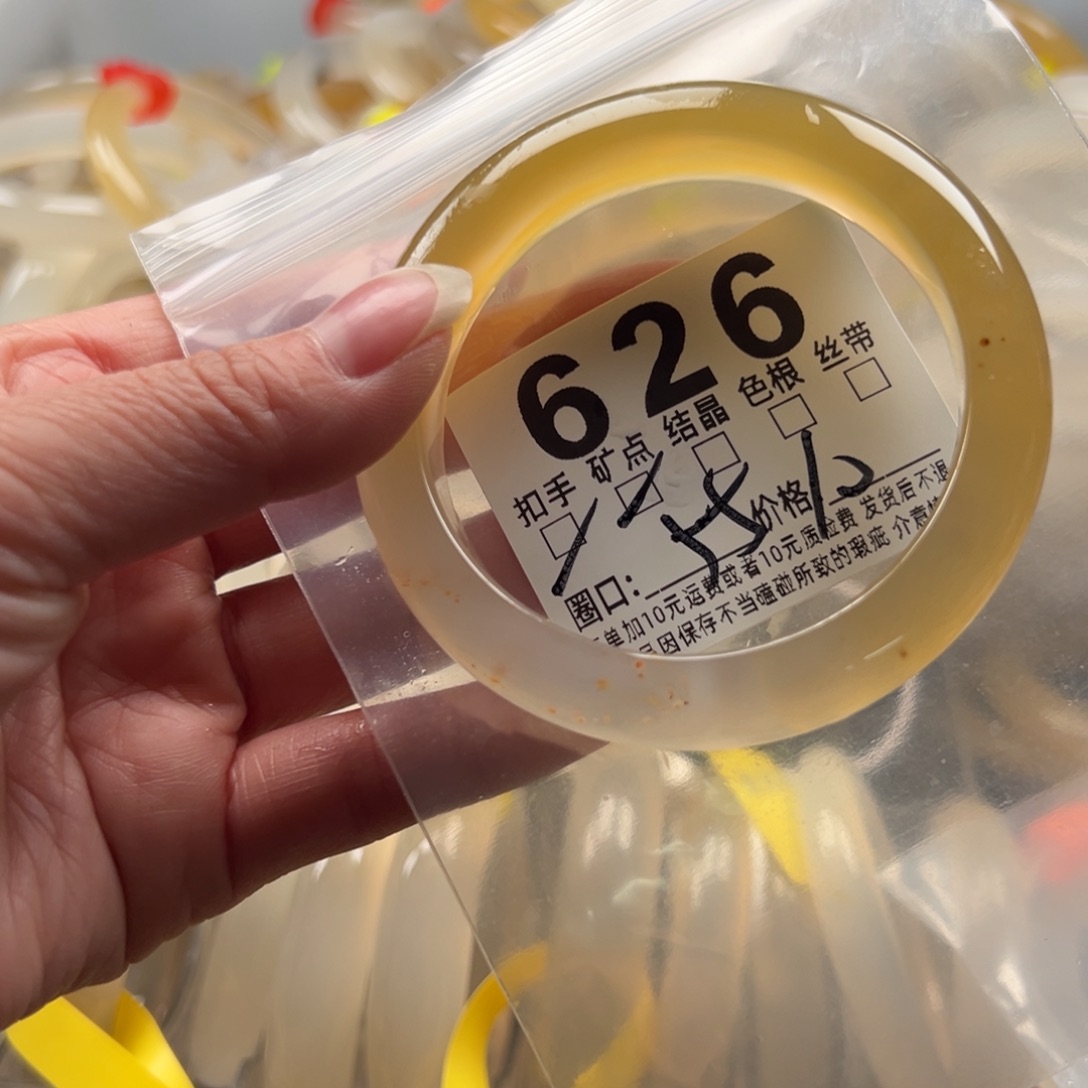 626
扣手 矿点 结晶 色根 丝带
圈口: 价格
单加10元运费或者10元质检费 发货后不退
因保存不当磕碰所致的瑕疵 介意